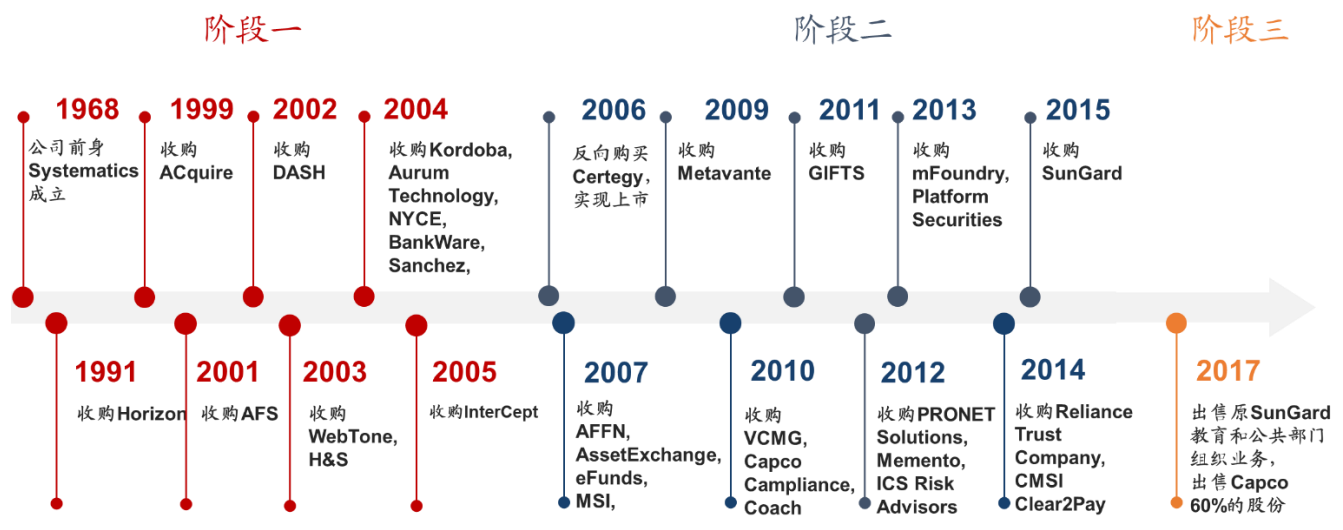 阶段一
阶段二
阶段三
1968
公司前身
Systematics
成立
1999
收购
ACquire
2002
收购
DASH
2004
收购Kordoba,
Aurum
Technology,
NYCE,
BankWare,
Sanchez,
2006
反向购买
Certegy，
实现上市
2009
收购
Metavante
2011
收购
GIFTS
2013
收购
mFoundry,
Platform
Securities
2015
收购
SunGard
1991
收购Horizon
2001
收购AFS
2003
收购
WebTone,
H&S
2005
收购InterCept
2007
收购
AFFN,
AssetExchange,
eFunds,
MSI,
2010
收购
VCMG,
Capco
Campliance,
Coach
2012
收购PRONET
Solutions,
Memento,
ICS Risk
Advisors
2014
收购Reliance
Trust
Company,
CMSI
Clear2Pay
2017
出售原SunGard
教育和公共部门
组织业务，
出售Capco
60%的股份